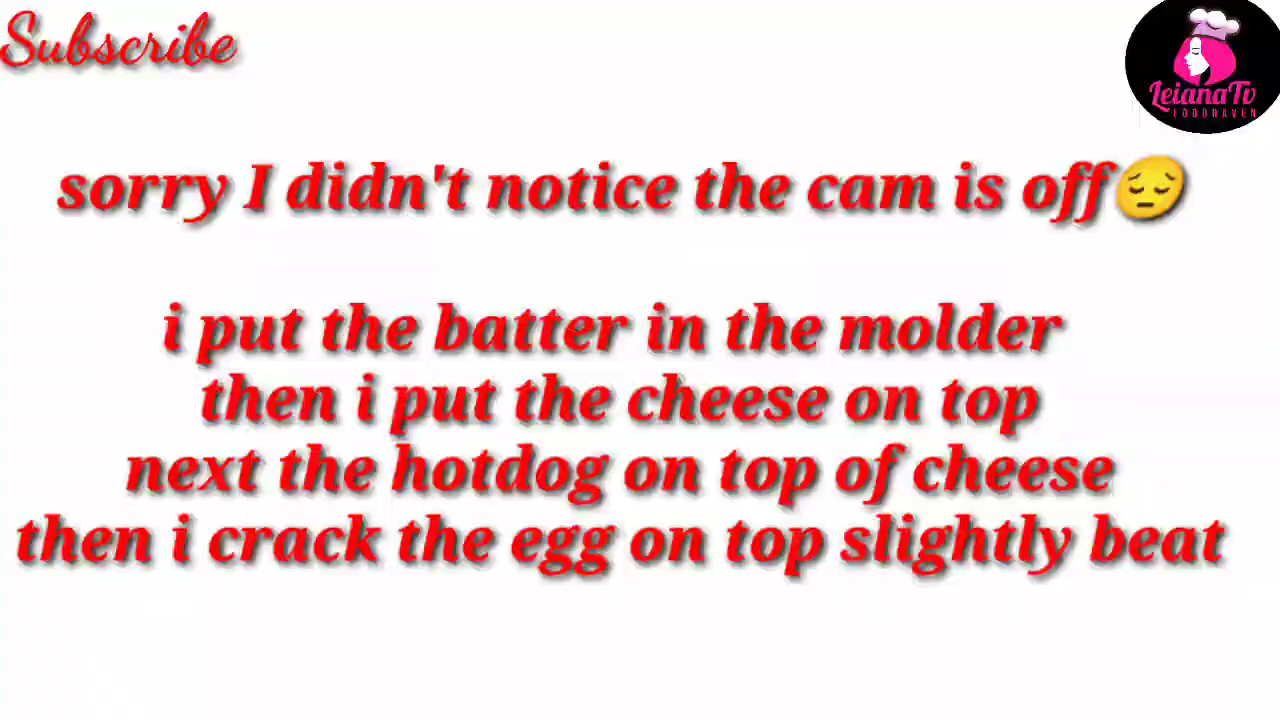 Subscribe
LeianaTv
FOODHAVEN
sorry I didn't notice the cam is off😔
i put the batter in the molder
then i put the cheese on top
next the hotdog on top of cheese
then i crack the egg on top slightly beat